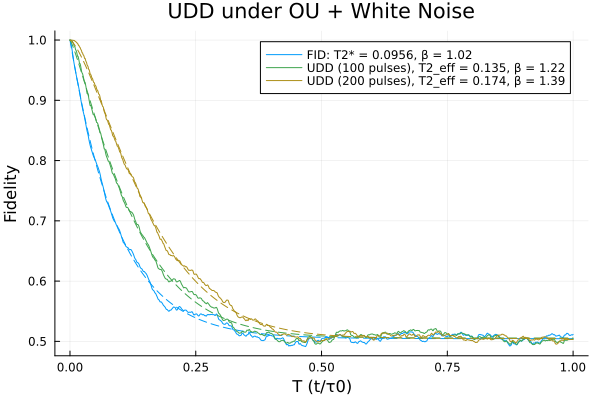 UDD under OU + White Noise
FID: T2* = 0.0956, β = 1.02
UDD (100 pulses), T2_eff = 0.135, β = 1.22
UDD (200 pulses), T2_eff = 0.174, β = 1.39
Fidelity
1.0
0.9
0.8
0.7
0.6
0.5
0.00 0.25 0.50 0.75 1.00
T (t/τ0)